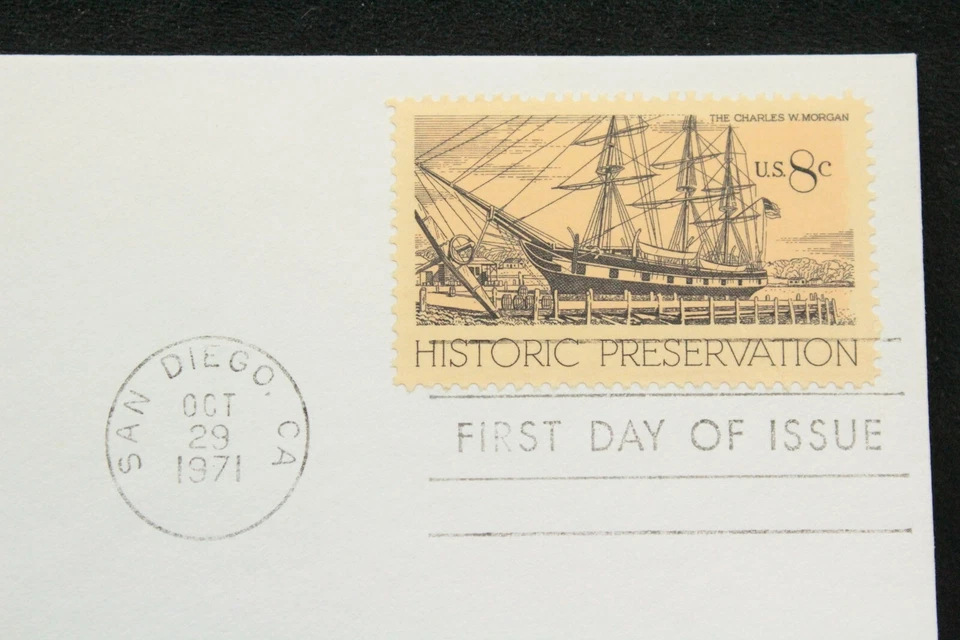 THE CHARLES W. MORGAN
U.S. 8c
HISTORIC PRESERVATION
FIRST DAY OF ISSUE
SAN DIEGO, CA
OCT
29
1971